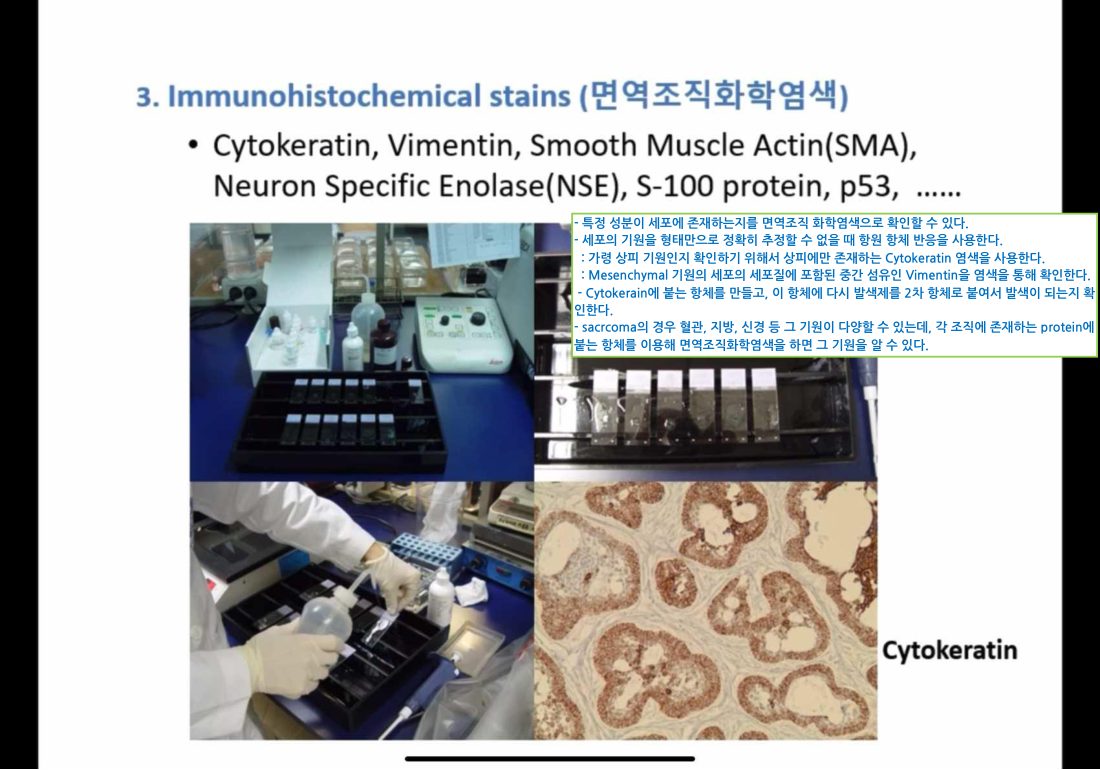 3. Immunohistochemical stains (면역조직화학염색)
• Cytokeratin, Vimentin, Smooth Muscle Actin(SMA),
Neuron Specific Enolase(NSE), S-100 protein, p53, ……
- 특정 성분이 세포에 존재하는지를 면역조직 화학염색으로 확인할 수 있다.
- 세포의 기원을 형태만으로 정확히 추정할 수 없을 때 항원 항체 반응을 사용한다.
: 가령 상피 기원인지 확인하기 위해서 상피에만 존재하는 Cytokeratin 염색을 사용한다.
: Mesenchymal 기원의 세포의 세포질에 포함된 중간 섬유인 Vimentin을 염색을 통해 확인한다.
- Cytokerain에 붙는 항체를 만들고, 이 항체에 다시 발색제를 2차 항체로 붙여서 발색이 되는지 확
인한다.
- sacrcoma의 경우 혈관, 지방, 신경 등 그 기원이 다양할 수 있는데, 각 조직에 존재하는 protein에
붙는 항체를 이용해 면역조직화학염색을 하면 그 기원을 알 수 있다.
Cytokeratin